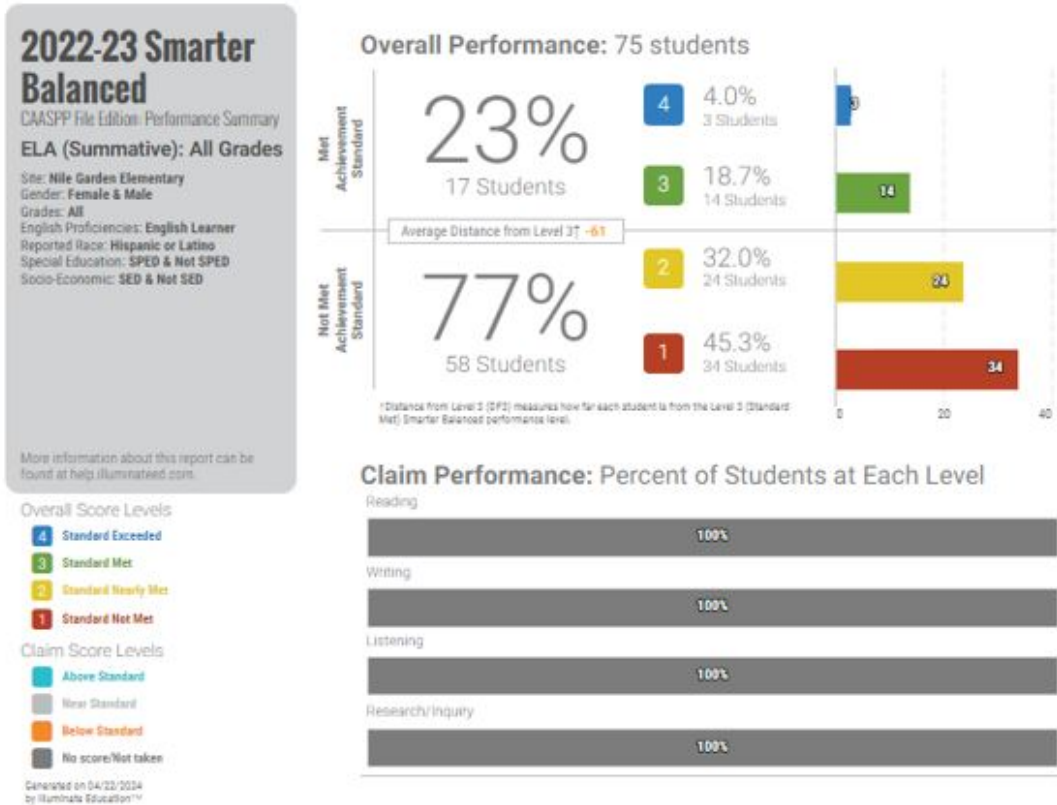 2022-23 Smarter
Balanced
CAASPP File Edition: Performance Summary
ELA (Summative): All Grades
Site: Nile Garden Elementary
Gender: Female & Male
Grades: All
English Proficiencies: English Learner
Reported Race: Hispanic or Latino
Special Education: SPED & Not SPED
Socio-Economic: SED & Not SED
More information about this report can be
found at help.illuminateed.com.
Overall Score Levels
4 Standard Exceeded
3 Standard Met
2 Standard Nearly Met
1 Standard Not Met
Claim Score Levels
Above Standard
Near Standard
Below Standard
No score/Not taken
Generated on 04/22/2024
by Illuminate Education™
Overall Performance: 75 students
Met
Achievement
Standard
23%
17 Students
4
4.0%
3 Students
3
3
18.7%
14 Students
14
Average Distance from Level 3† -61
Not Met
Achievement
Standard
77%
58 Students
2
32.0%
24 Students
24
1
45.3%
34 Students
34
0 20 40
†Distance from Level 3 (DF3) measures how far each student is from the Level 3 (Standard
Met) Smarter Balanced performance level.
Claim Performance: Percent of Students at Each Level
Reading
100%
Writing
100%
Listening
100%
Research/Inquiry
100%